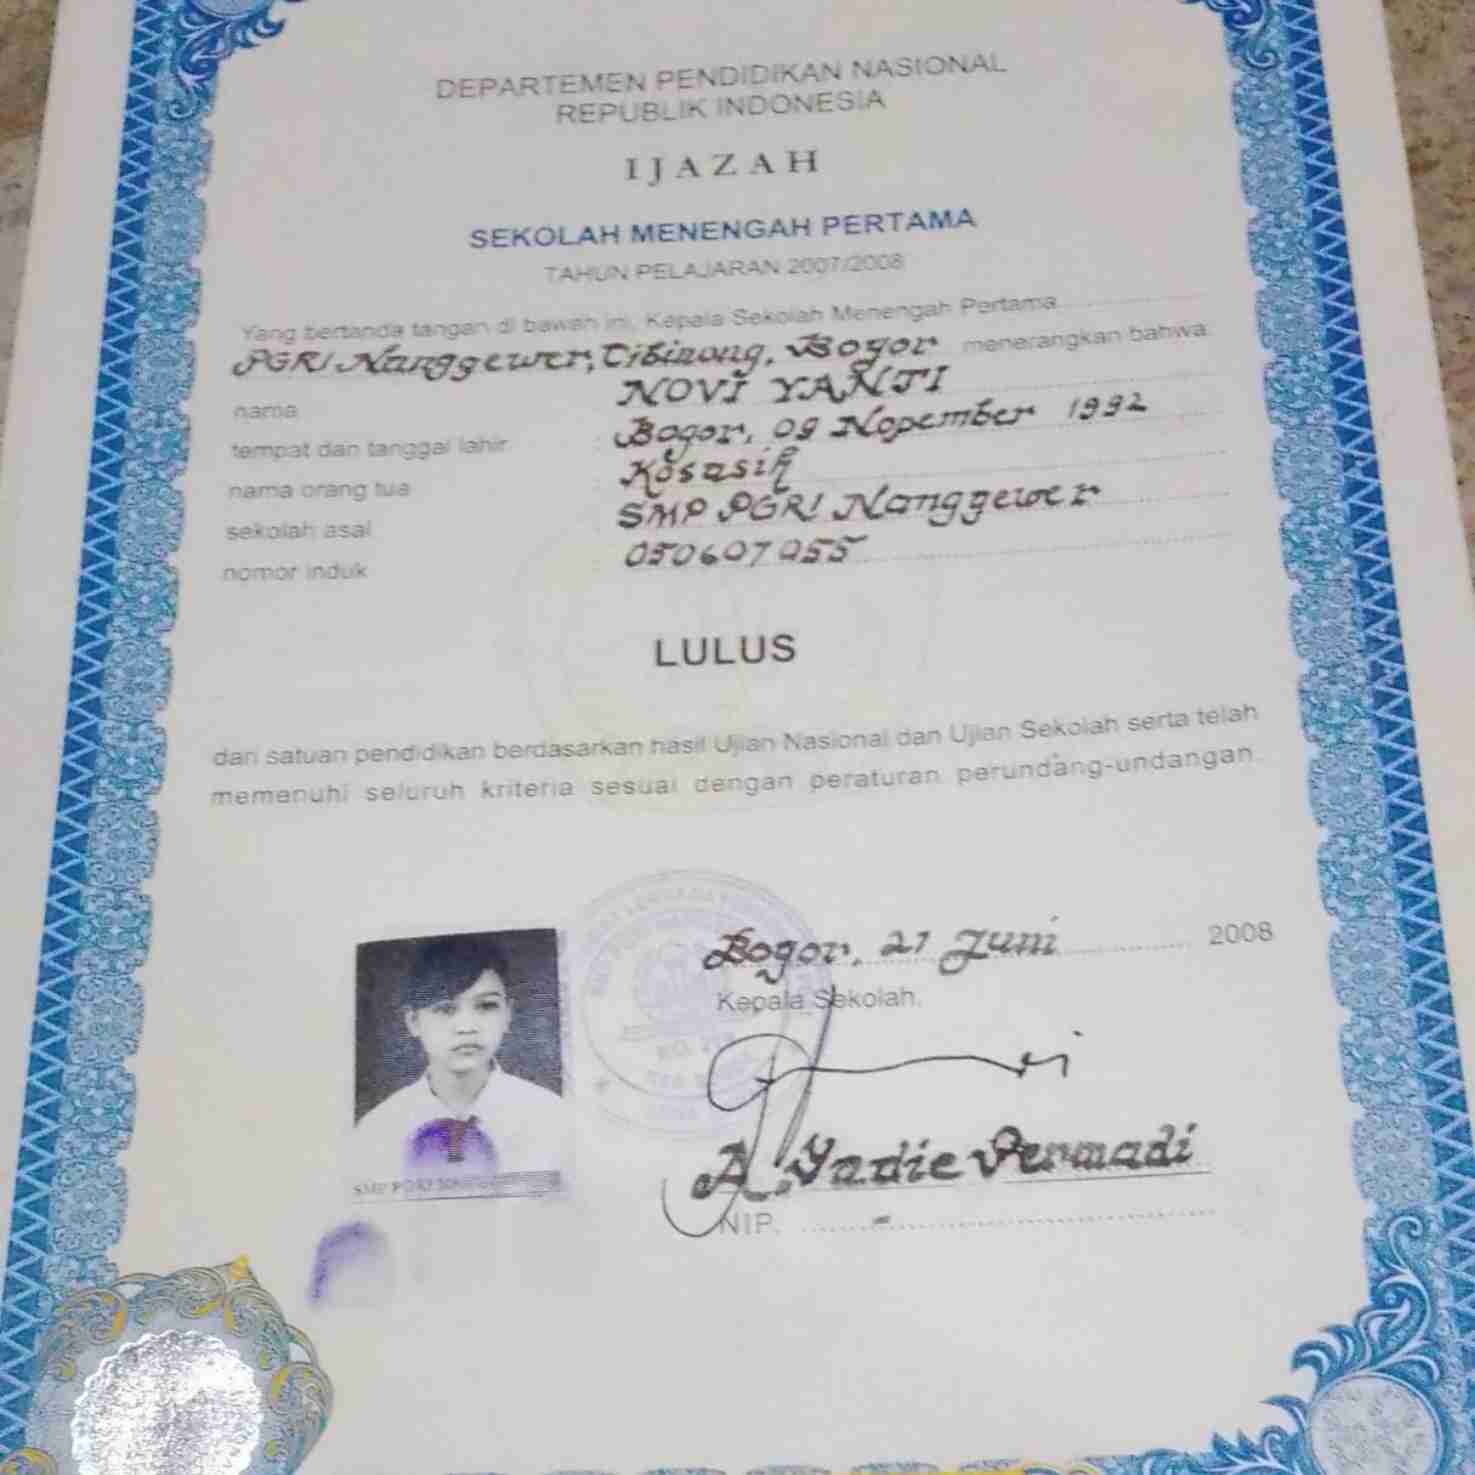 DEPARTEMEN PENDIDIKAN NASIONAL
REPUBLIK INDONESIA
IJAZAH
SEKOLAH MENENGAH PERTAMA
TAHUN PELAJARAN 2007/2008
Yang bertanda tangan di bawah ini, Kepala Sekolah Menengah Pertama
PGRI Nanggewer, Cibinong, Bogor menerangkan bahwa:
nama NOVI YANTI
tempat dan tanggal lahir : Bogor, 09 Nopember 1992
nama orang tua : Kosasih
sekolah asal : SMP PGRI Nanggewer
nomor induk : 050607055
LULUS
dari satuan pendidikan berdasarkan hasil Ujian Nasional dan Ujian Sekolah serta telah
memenuhi seluruh kriteria sesuai dengan peraturan perundang-undangan.
Bogor, 21 Juni 2008
Kepala Sekolah,
A. Yadie Permadi
NIP. -
SMP PGRI